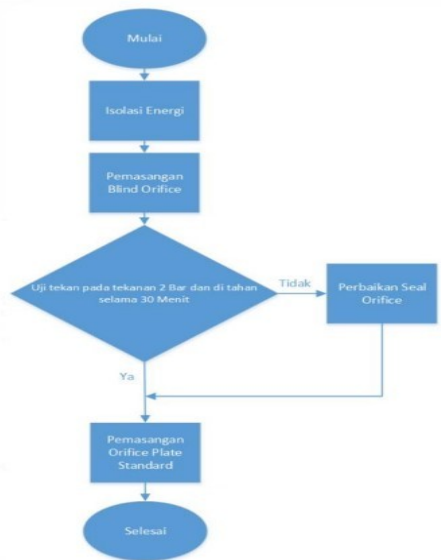 Mulai
Isolasi Energi
Pemasangan
Blind Orifice
Uji tekan pada tekanan 2 Bar dan di tahan
selama 30 Menit
Tidak
Perbaikan Seal
Orifice
Ya
Pemasangan
Orifice Plate
Standard
Selesai